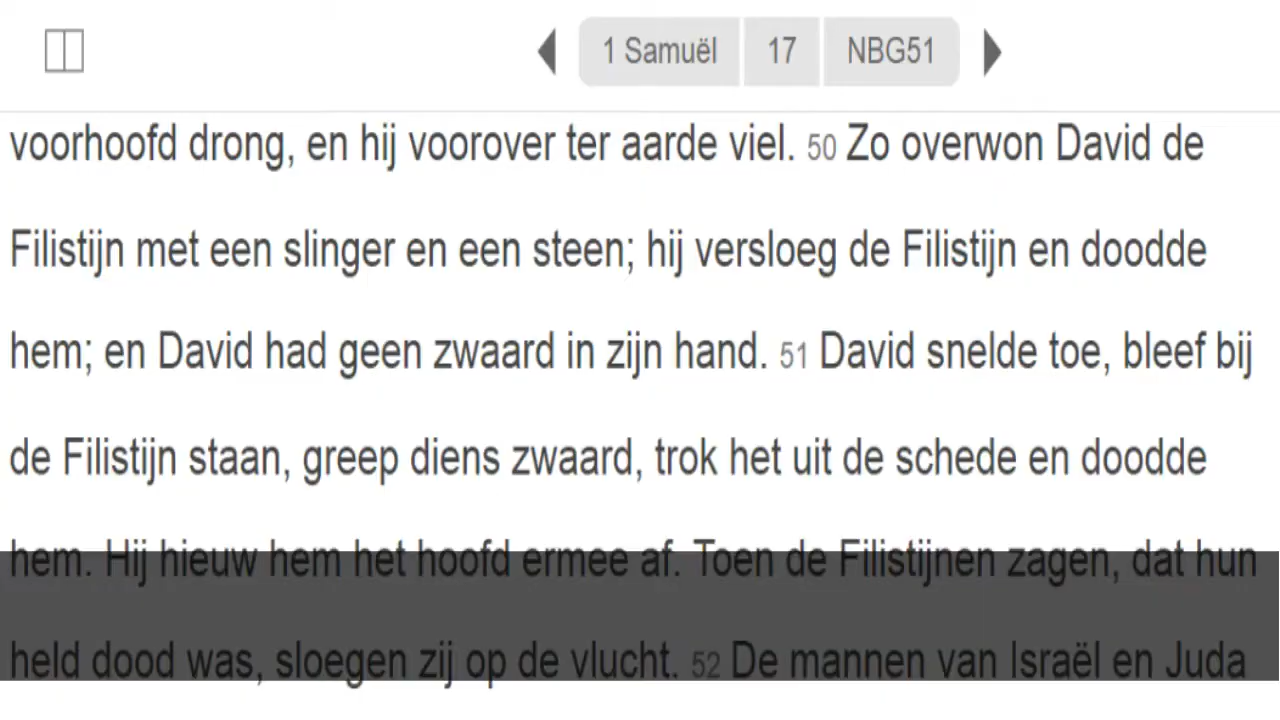 1 Samuël 17 NBG51
voorhoofd drong, en hij voorover ter aarde viel. 50 Zo overwon David de
Filistijn met een slinger en een steen; hij versloeg de Filistijn en doodde
hem; en David had geen zwaard in zijn hand. 51 David snelde toe, bleef bij
de Filistijn staan, greep diens zwaard, trok het uit de schede en doodde
hem. Hij hieuw hem het hoofd ermee af. Toen de Filistijnen zagen, dat hun
held dood was, sloegen zij op de vlucht. 52 De mannen van Israël en Juda